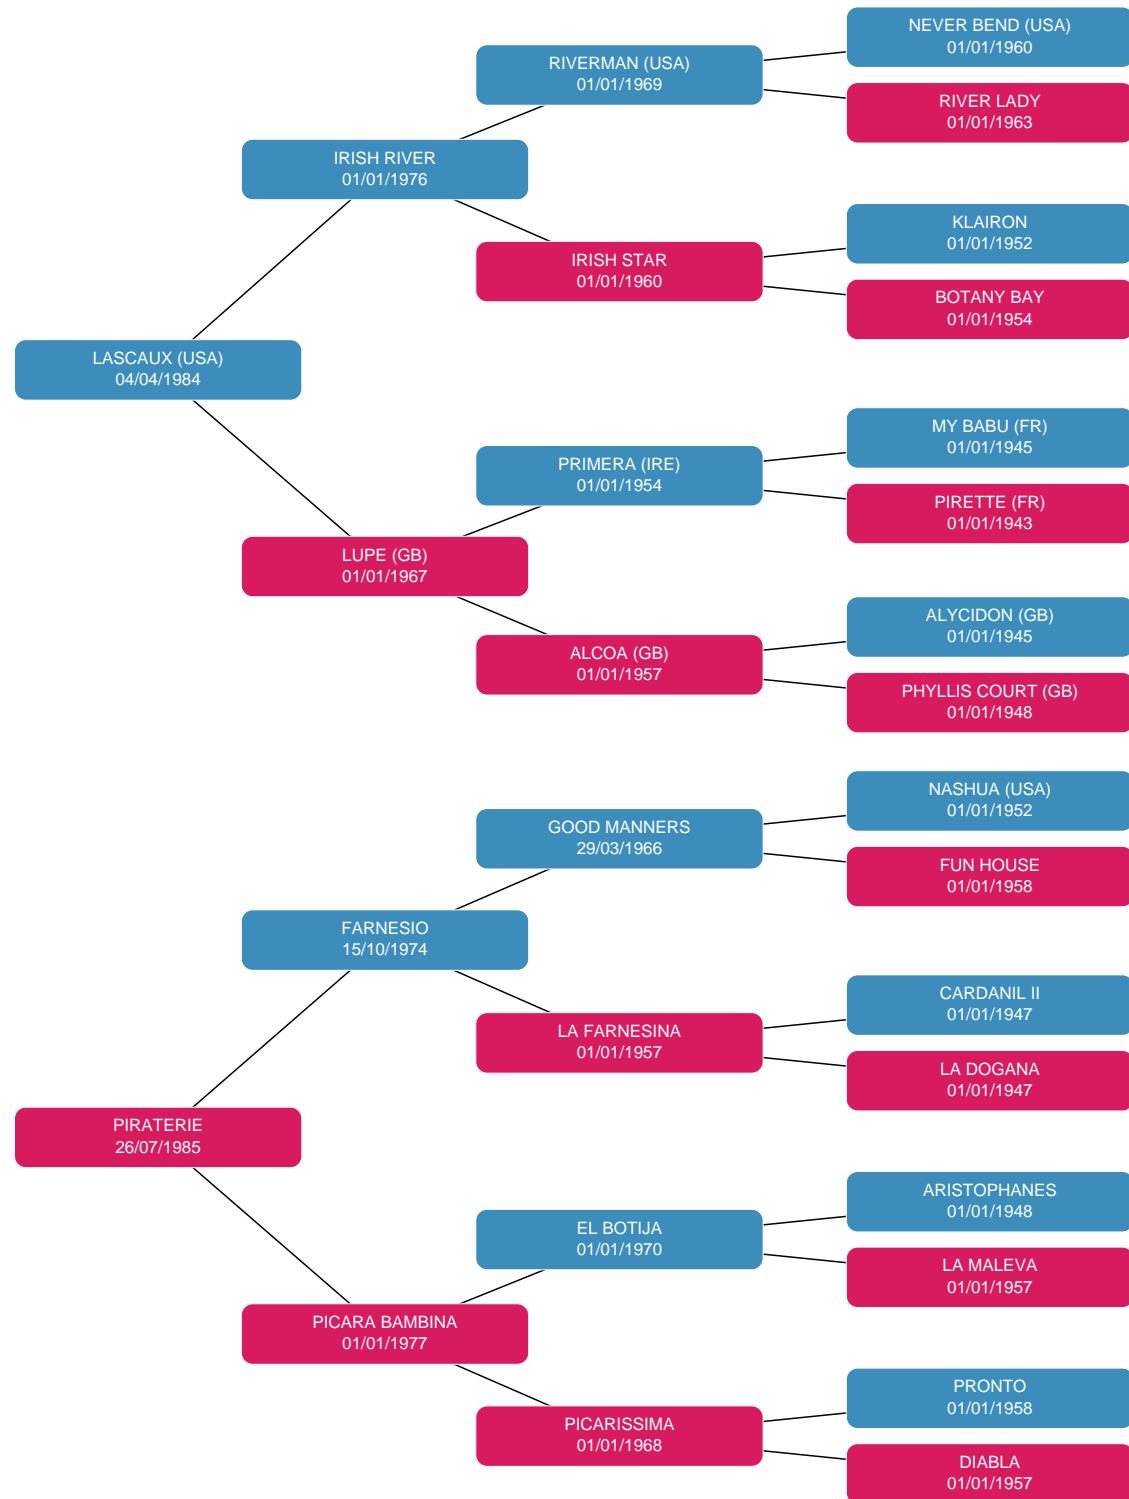 NEVER BEND (USA)
01/01/1960
RIVERMAN (USA)
01/01/1969
RIVER LADY
01/01/1963
IRISH RIVER
01/01/1976
KLAIRON
01/01/1952
IRISH STAR
01/01/1960
BOTANY BAY
01/01/1954
LASCAUX (USA)
04/04/1984
MY BABU (FR)
01/01/1945
PRIMERA (IRE)
01/01/1954
PIRETTE (FR)
01/01/1943
LUPE (GB)
01/01/1967
ALYCIDON (GB)
01/01/1945
ALCOA (GB)
01/01/1957
PHYLLIS COURT (GB)
01/01/1948
NASHUA (USA)
01/01/1952
GOOD MANNERS
29/03/1966
FUN HOUSE
01/01/1958
FARNESIO
15/10/1974
CARDANIL II
01/01/1947
LA FARNESINA
01/01/1957
LA DOGANA
01/01/1947
PIRATERIE
26/07/1985
ARISTOPHANES
01/01/1948
EL BOTIJA
01/01/1970
LA MALEVA
01/01/1957
PICARA BAMBINA
01/01/1977
PRONTO
01/01/1958
PICARISSIMA
01/01/1968
DIABLA
01/01/1957